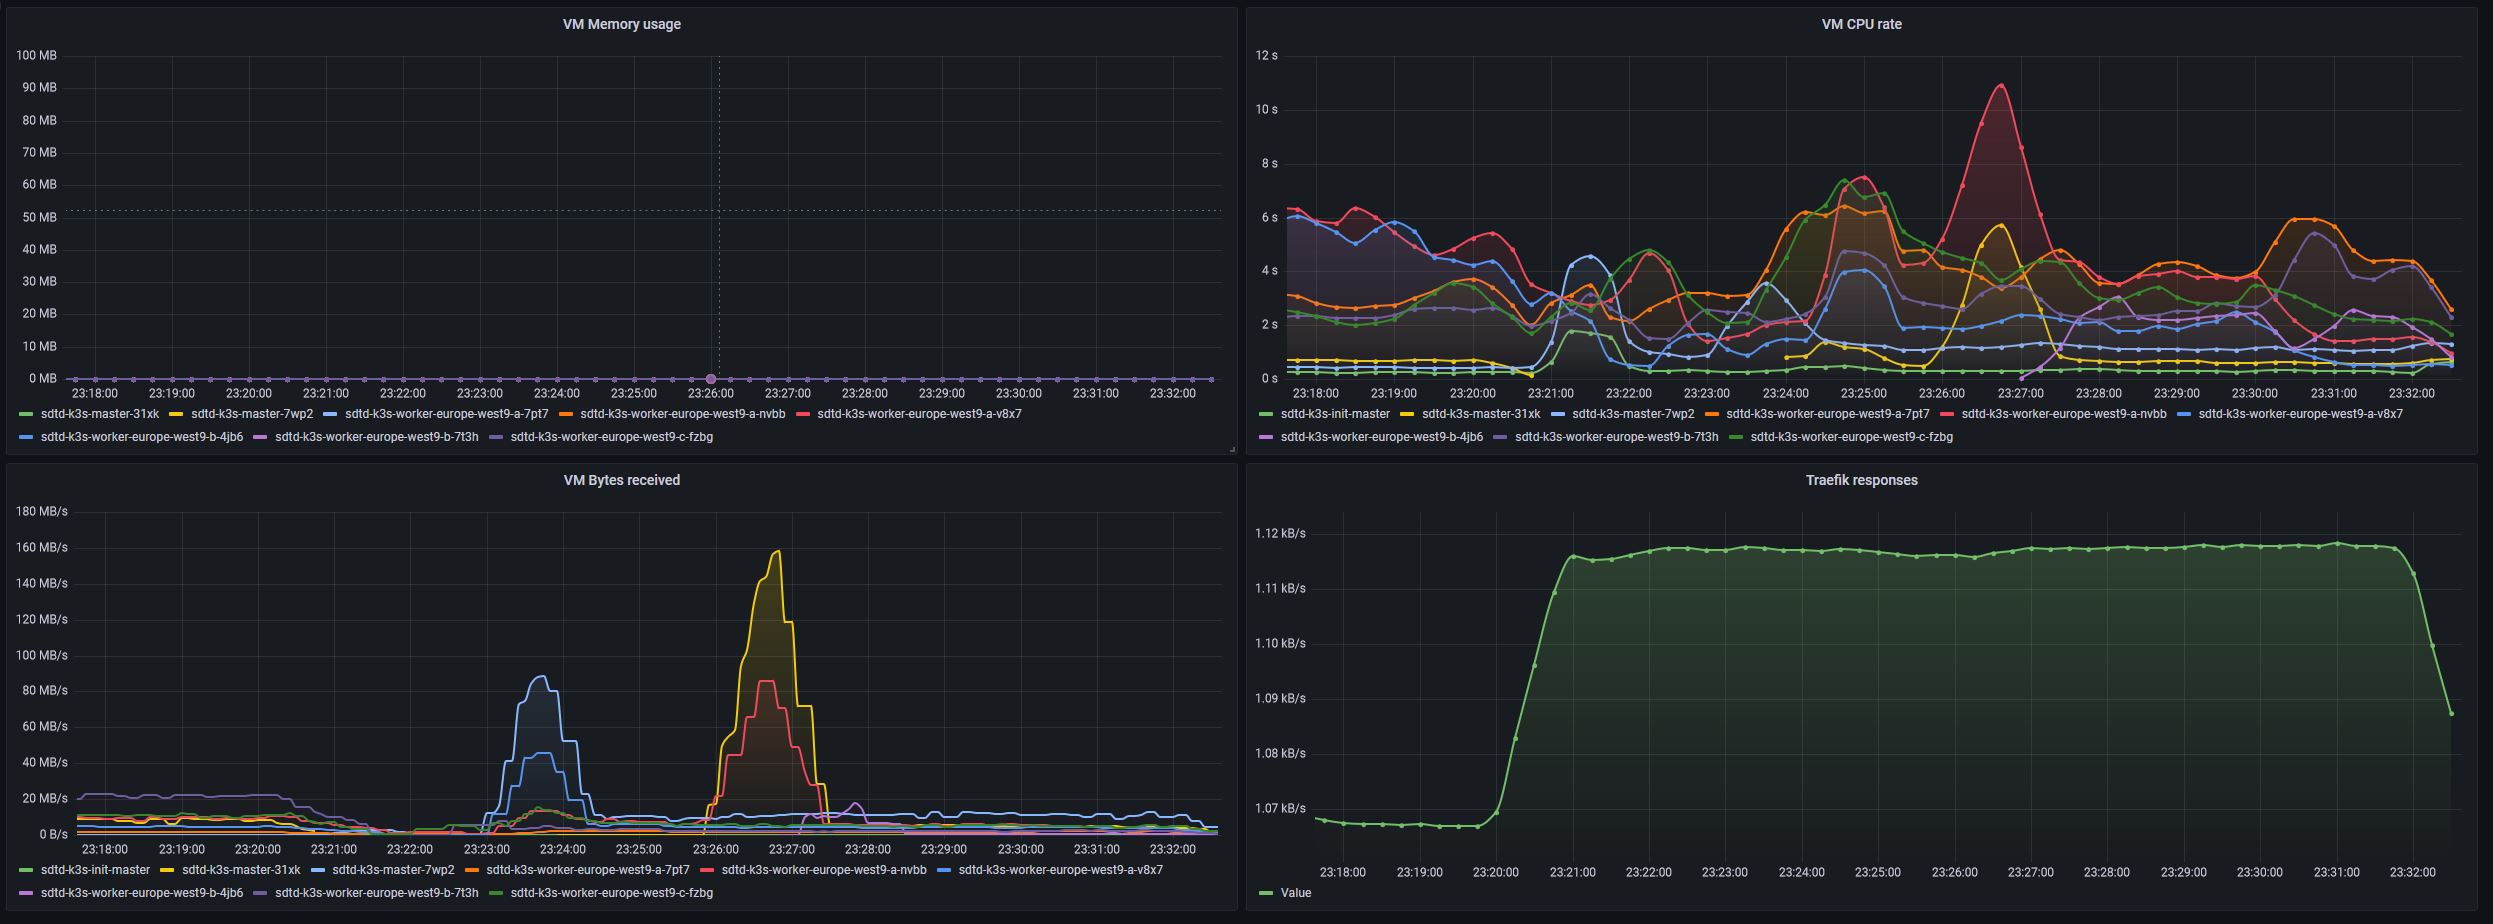 VM Memory usage
100 MB
90 MB
80 MB
70 MB
60 MB
50 MB
40 MB
30 MB
20 MB
10 MB
0 MB
23:18:00 23:19:00 23:20:00 23:21:00 23:22:00 23:23:00 23:24:00 23:25:00 23:26:00 23:27:00 23:28:00 23:29:00 23:30:00 23:31:00 23:32:00
sdtd-k3s-master-31xk sdtd-k3s-master-7wp2 sdtd-k3s-worker-europe-west9-a-7pt7 sdtd-k3s-worker-europe-west9-a-nvbb sdtd-k3s-worker-europe-west9-a-v8x7
sdtd-k3s-worker-europe-west9-b-4jb6 sdtd-k3s-worker-europe-west9-b-7t3h sdtd-k3s-worker-europe-west9-c-fzbg
VM CPU rate
12 s
10 s
8 s
6 s
4 s
2 s
0 s
23:18:00 23:19:00 23:20:00 23:21:00 23:22:00 23:23:00 23:24:00 23:25:00 23:26:00 23:27:00 23:28:00 23:29:00 23:30:00 23:31:00 23:32:00
sdtd-k3s-init-master sdtd-k3s-master-31xk sdtd-k3s-master-7wp2 sdtd-k3s-worker-europe-west9-a-7pt7 sdtd-k3s-worker-europe-west9-a-nvbb sdtd-k3s-worker-europe-west9-a-v8x7
sdtd-k3s-worker-europe-west9-b-4jb6 sdtd-k3s-worker-europe-west9-b-7t3h sdtd-k3s-worker-europe-west9-c-fzbg
VM Bytes received
180 MB/s
160 MB/s
140 MB/s
120 MB/s
100 MB/s
80 MB/s
60 MB/s
40 MB/s
20 MB/s
0 B/s
23:18:00 23:19:00 23:20:00 23:21:00 23:22:00 23:23:00 23:24:00 23:25:00 23:26:00 23:27:00 23:28:00 23:29:00 23:30:00 23:31:00 23:32:00
sdtd-k3s-init-master sdtd-k3s-master-31xk sdtd-k3s-master-7wp2 sdtd-k3s-worker-europe-west9-a-7pt7 sdtd-k3s-worker-europe-west9-a-nvbb sdtd-k3s-worker-europe-west9-a-v8x7
sdtd-k3s-worker-europe-west9-b-4jb6 sdtd-k3s-worker-europe-west9-b-7t3h sdtd-k3s-worker-europe-west9-c-fzbg
Traefik responses
1.12 kB/s
1.11 kB/s
1.10 kB/s
1.09 kB/s
1.08 kB/s
1.07 kB/s
23:18:00 23:19:00 23:20:00 23:21:00 23:22:00 23:23:00 23:24:00 23:25:00 23:26:00 23:27:00 23:28:00 23:29:00 23:30:00 23:31:00 23:32:00
Value